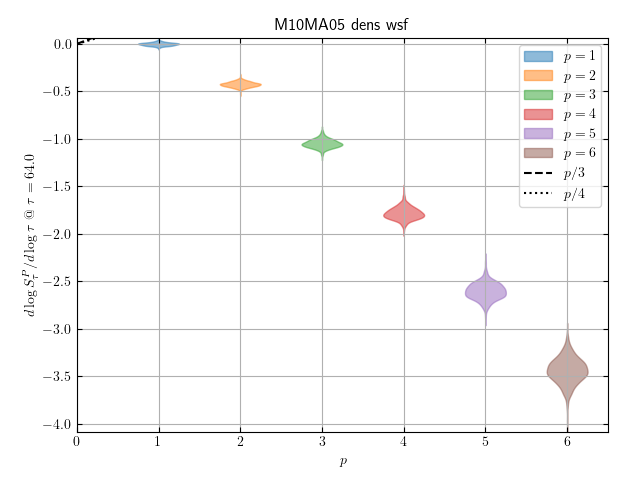 M10MA05 dens wsf
d log S_τ^P / d log τ @ τ = 64.0
0.0
−0.5
−1.0
−1.5
−2.0
−2.5
−3.0
−3.5
−4.0
p = 1
p = 2
p = 3
p = 4
p = 5
p = 6
p/3
p/4
0 1 2 3 4 5 6
p